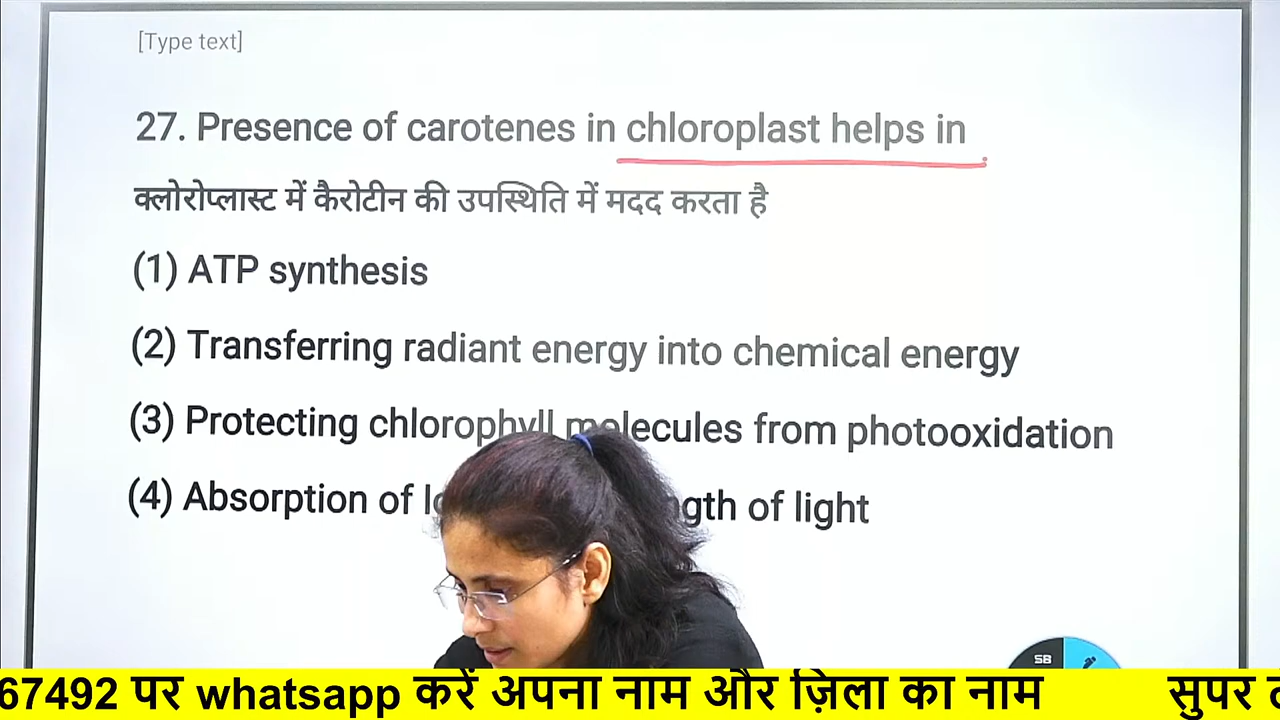 [Type text]
27. Presence of carotenes in chloroplast helps in
क्लोरोप्लास्ट में कैरोटीन की उपस्थिति में मदद करता है
(1) ATP synthesis
(2) Transferring radiant energy into chemical energy
(3) Protecting chlorophyll molecules from photooxidation
(4) Absorption of of light
SB
67492 पर whatsapp करें अपना नाम और ज़िला का नाम सुपर